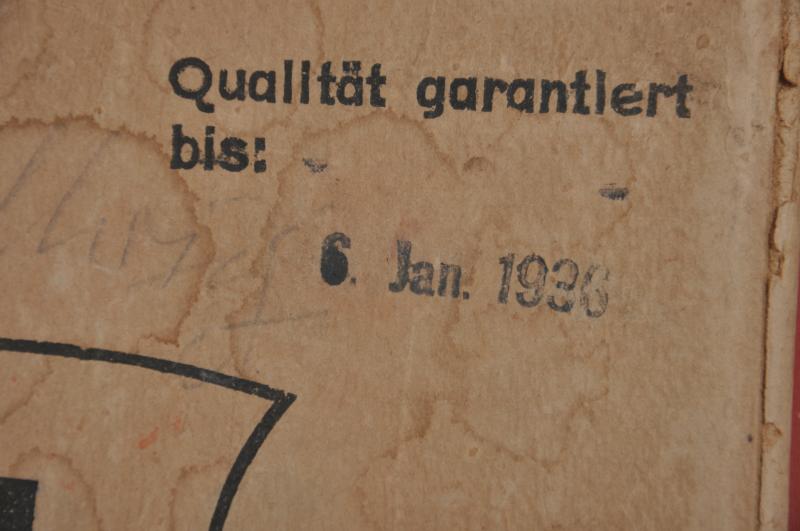 Qualität garantiert
bis:
6. Jan. 1936